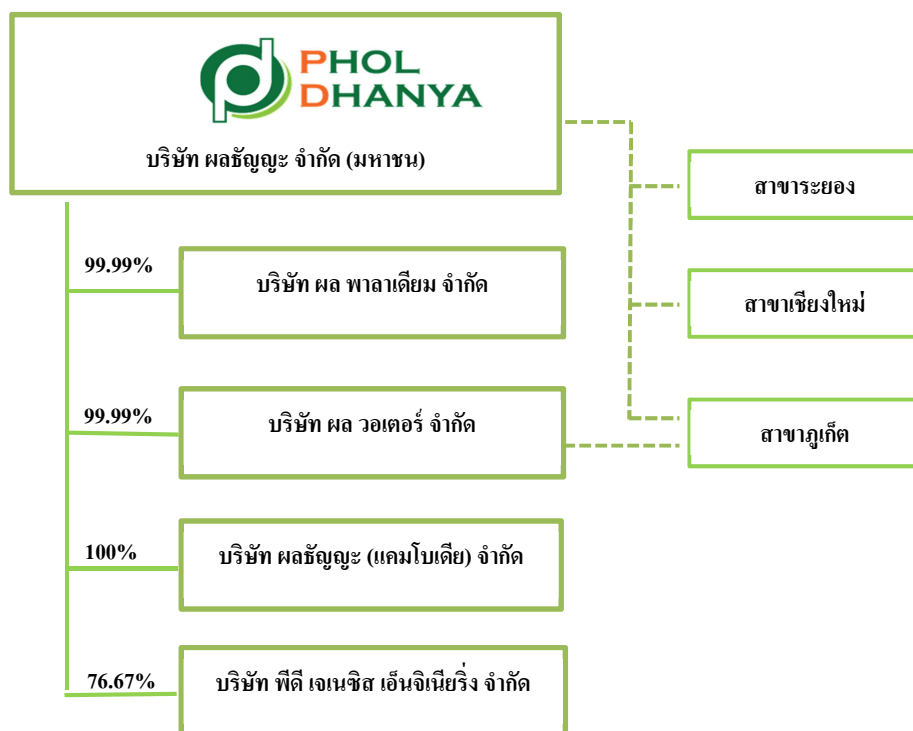 PHOL
DHANYA
บริษัท ผลธัญญะ จำกัด (มหาชน)
สาขาระยอง
99.99%
บริษัท ผล พาลาเดียม จำกัด
สาขาเชียงใหม่
99.99%
บริษัท ผล วอเตอร์ จำกัด
สาขาภูเก็ต
100%
บริษัท ผลธัญญะ (แคมโบเดีย) จำกัด
76.67%
บริษัท พีดี เจเนซิส เอ็นจิเนียริ่ง จำกัด